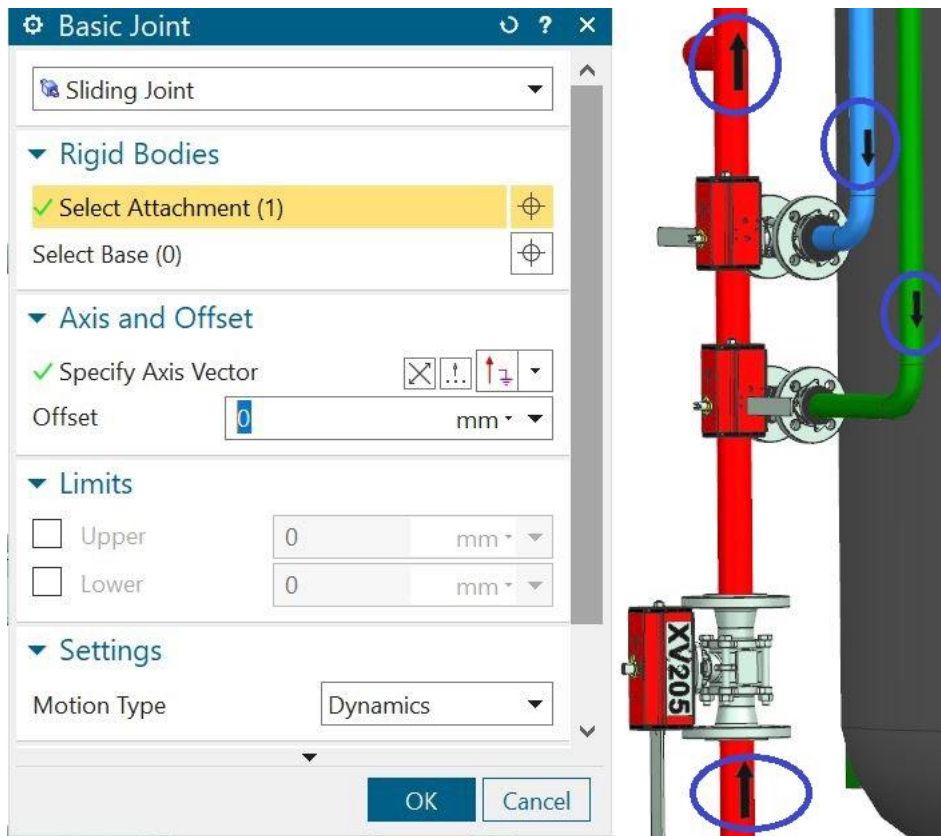 Basic Joint ?
Sliding Joint
Rigid Bodies
Select Attachment (1)
Select Base (0)
Axis and Offset
Specify Axis Vector
Offset 0 mm
Limits
Upper 0 mm
Lower 0 mm
Settings
Motion Type Dynamics
OK Cancel
XV205